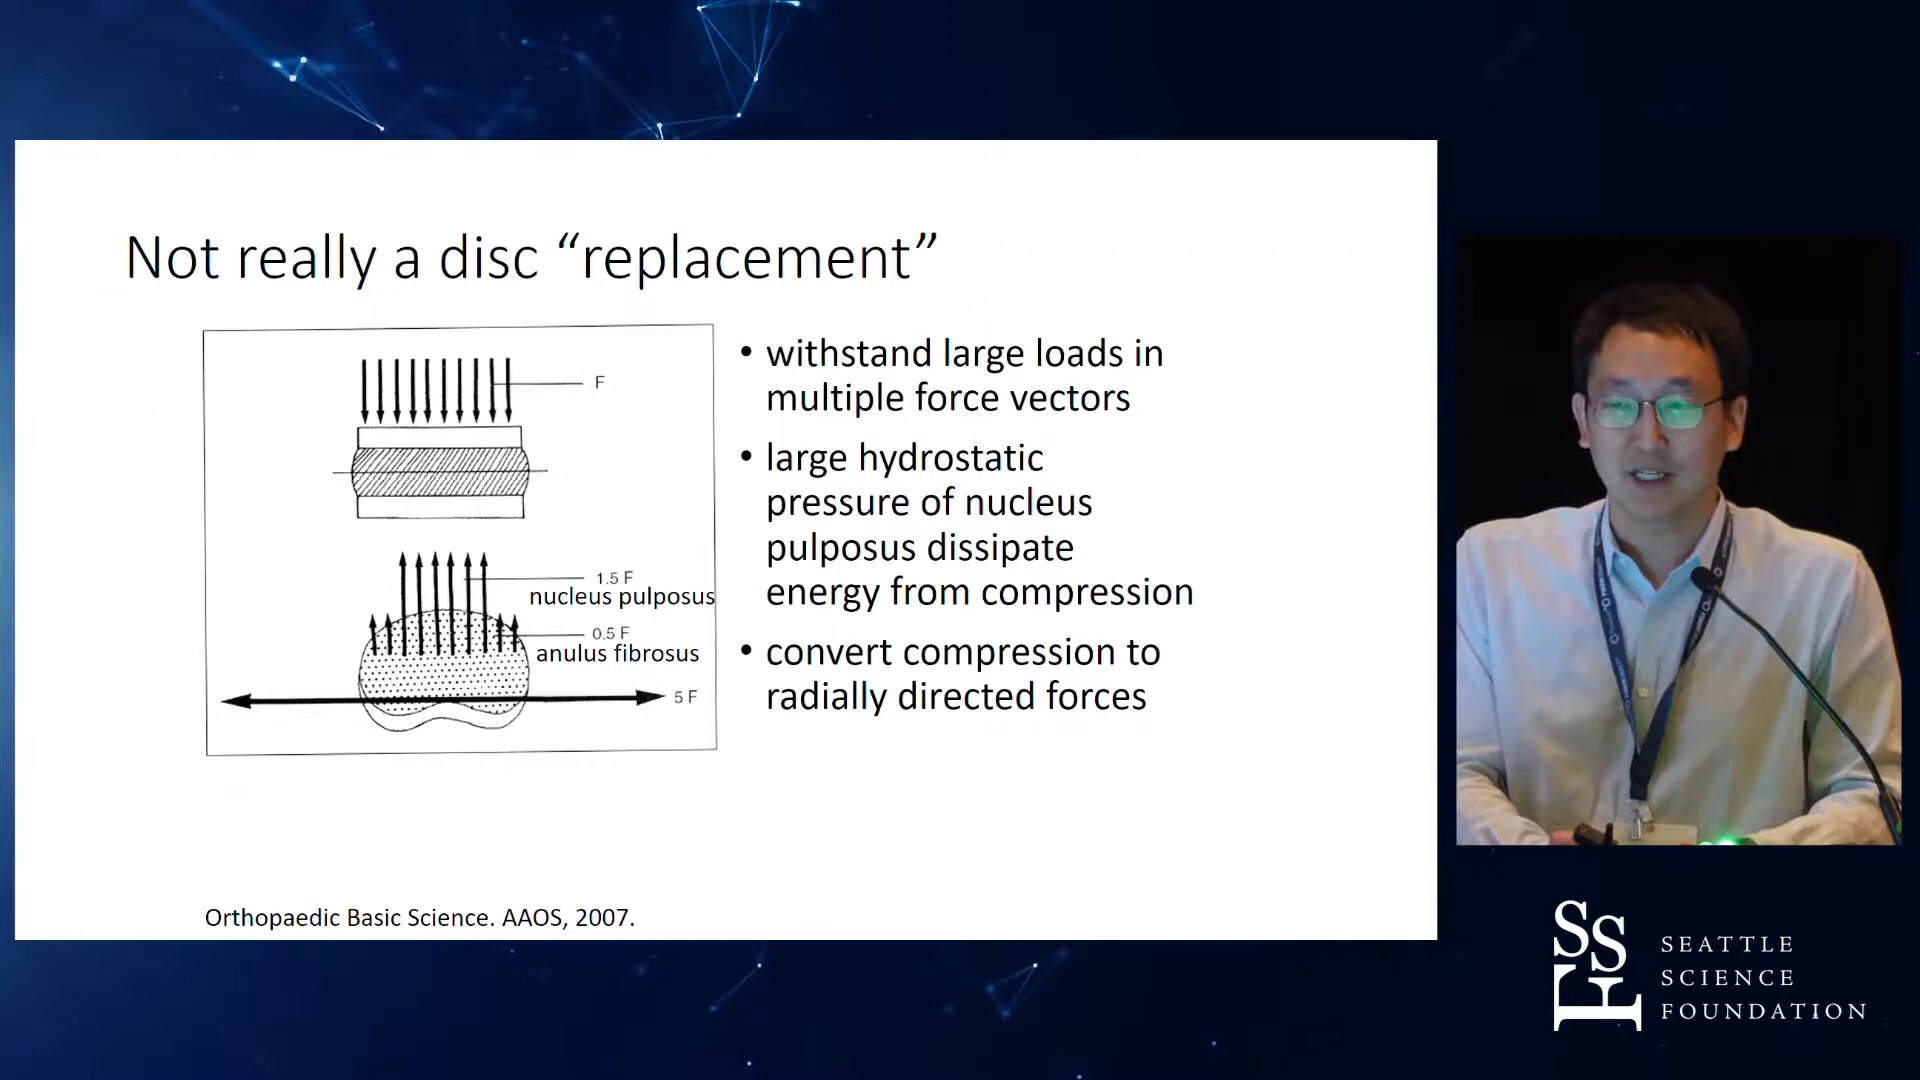 Not really a disc “replacement”
F
1.5 F
nucleus pulposus
0.5 F
anulus fibrosus
5 F
• withstand large loads in
multiple force vectors
• large hydrostatic
pressure of nucleus
pulposus dissipate
energy from compression
• convert compression to
radially directed forces
Orthopaedic Basic Science. AAOS, 2007.
SSF
SEATTLE
SCIENCE
FOUNDATION